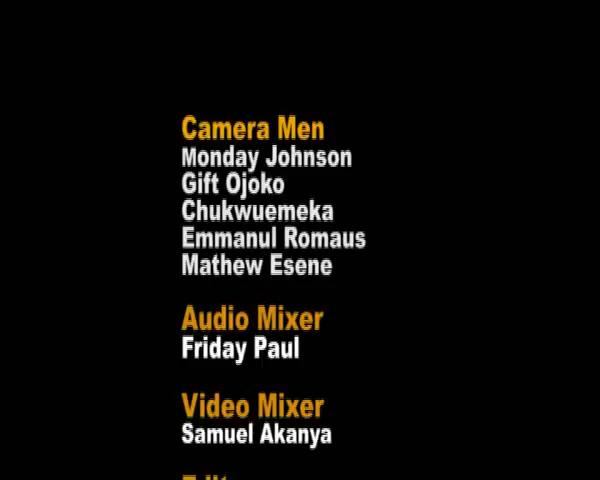 Camera Men
Monday Johnson
Gift Ojoko
Chukwuemeka
Emmanul Romaus
Mathew Esene
Audio Mixer
Friday Paul
Video Mixer
Samuel Akanya